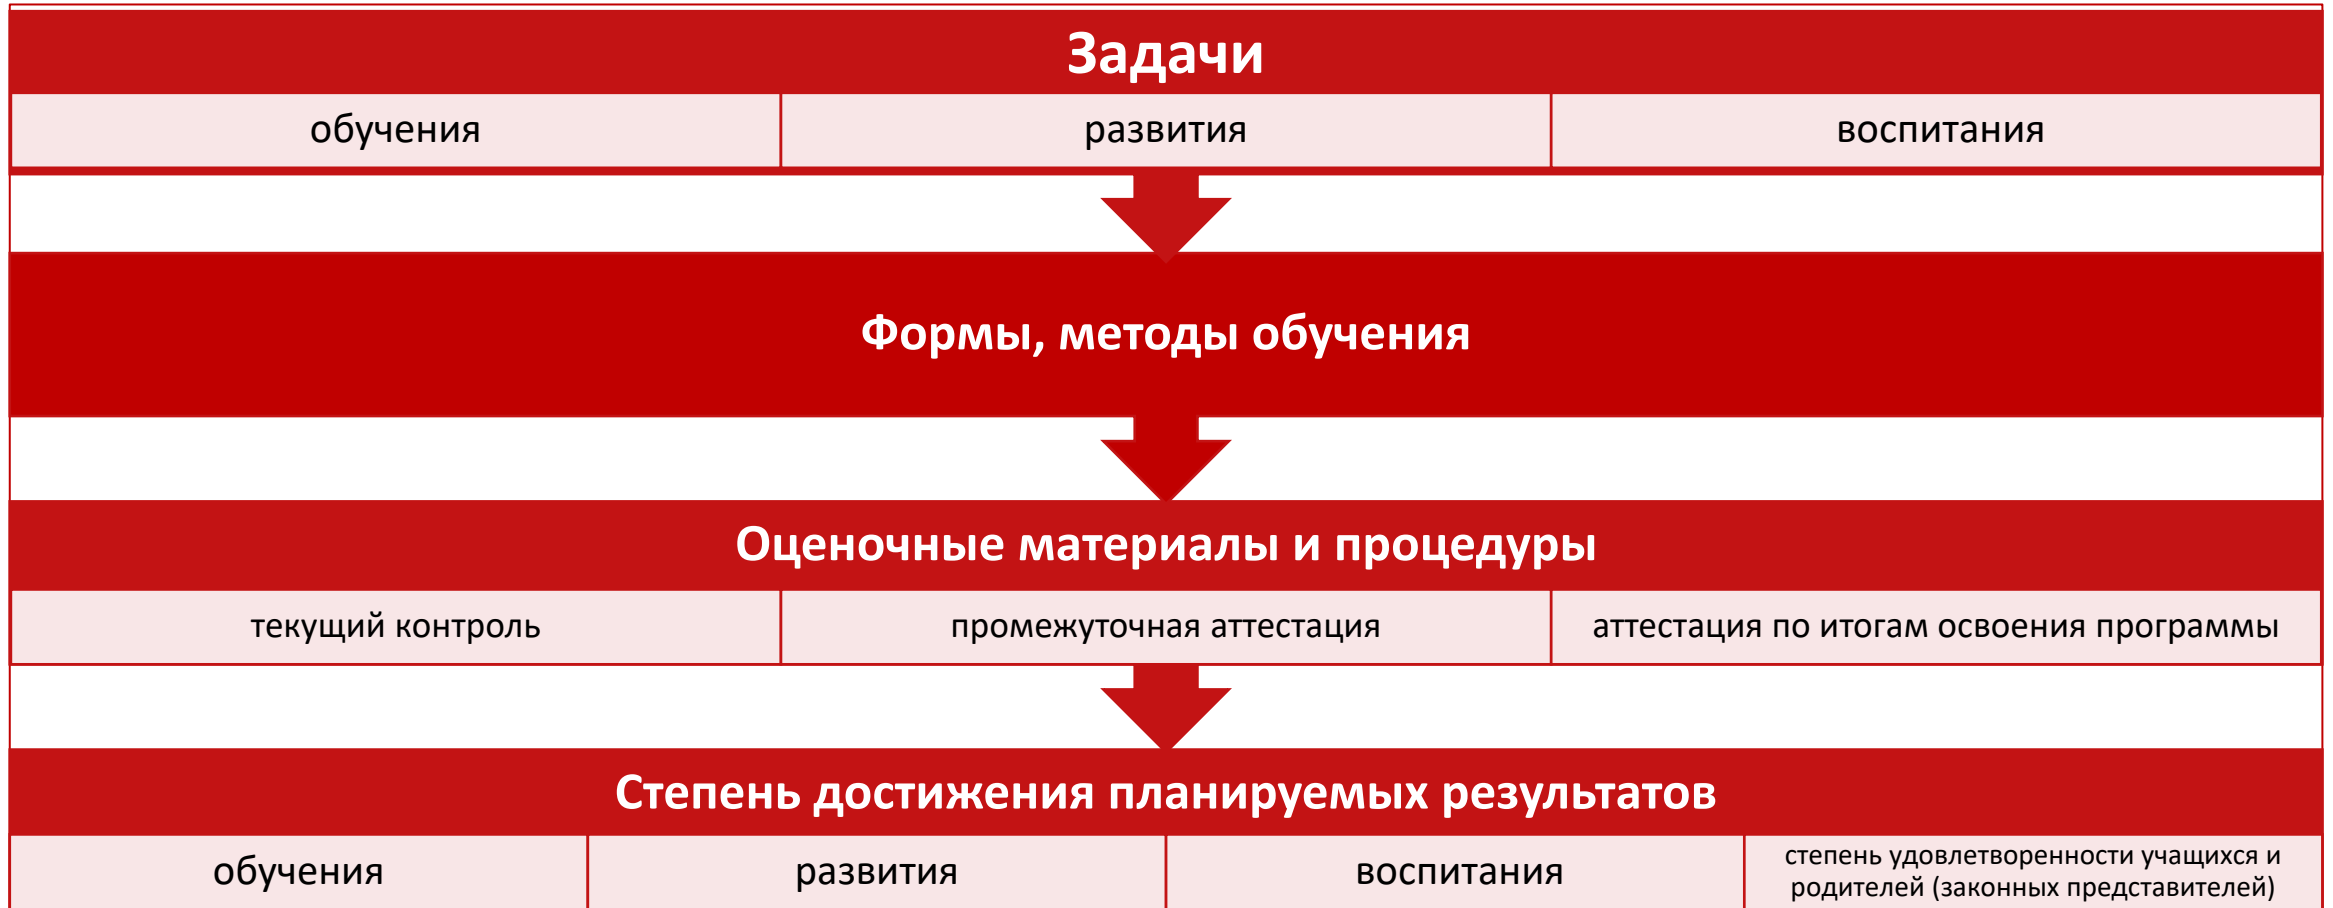 Задачи
обучения
развития
воспитания
Формы, методы обучения
Оценочные материалы и процедуры
текущий контроль
промежуточная аттестация
аттестация по итогам освоения программы
Степень достижения планируемых результатов
обучения
развития
воспитания
степень удовлетворенности учащихся и
родителей (законных представителей)